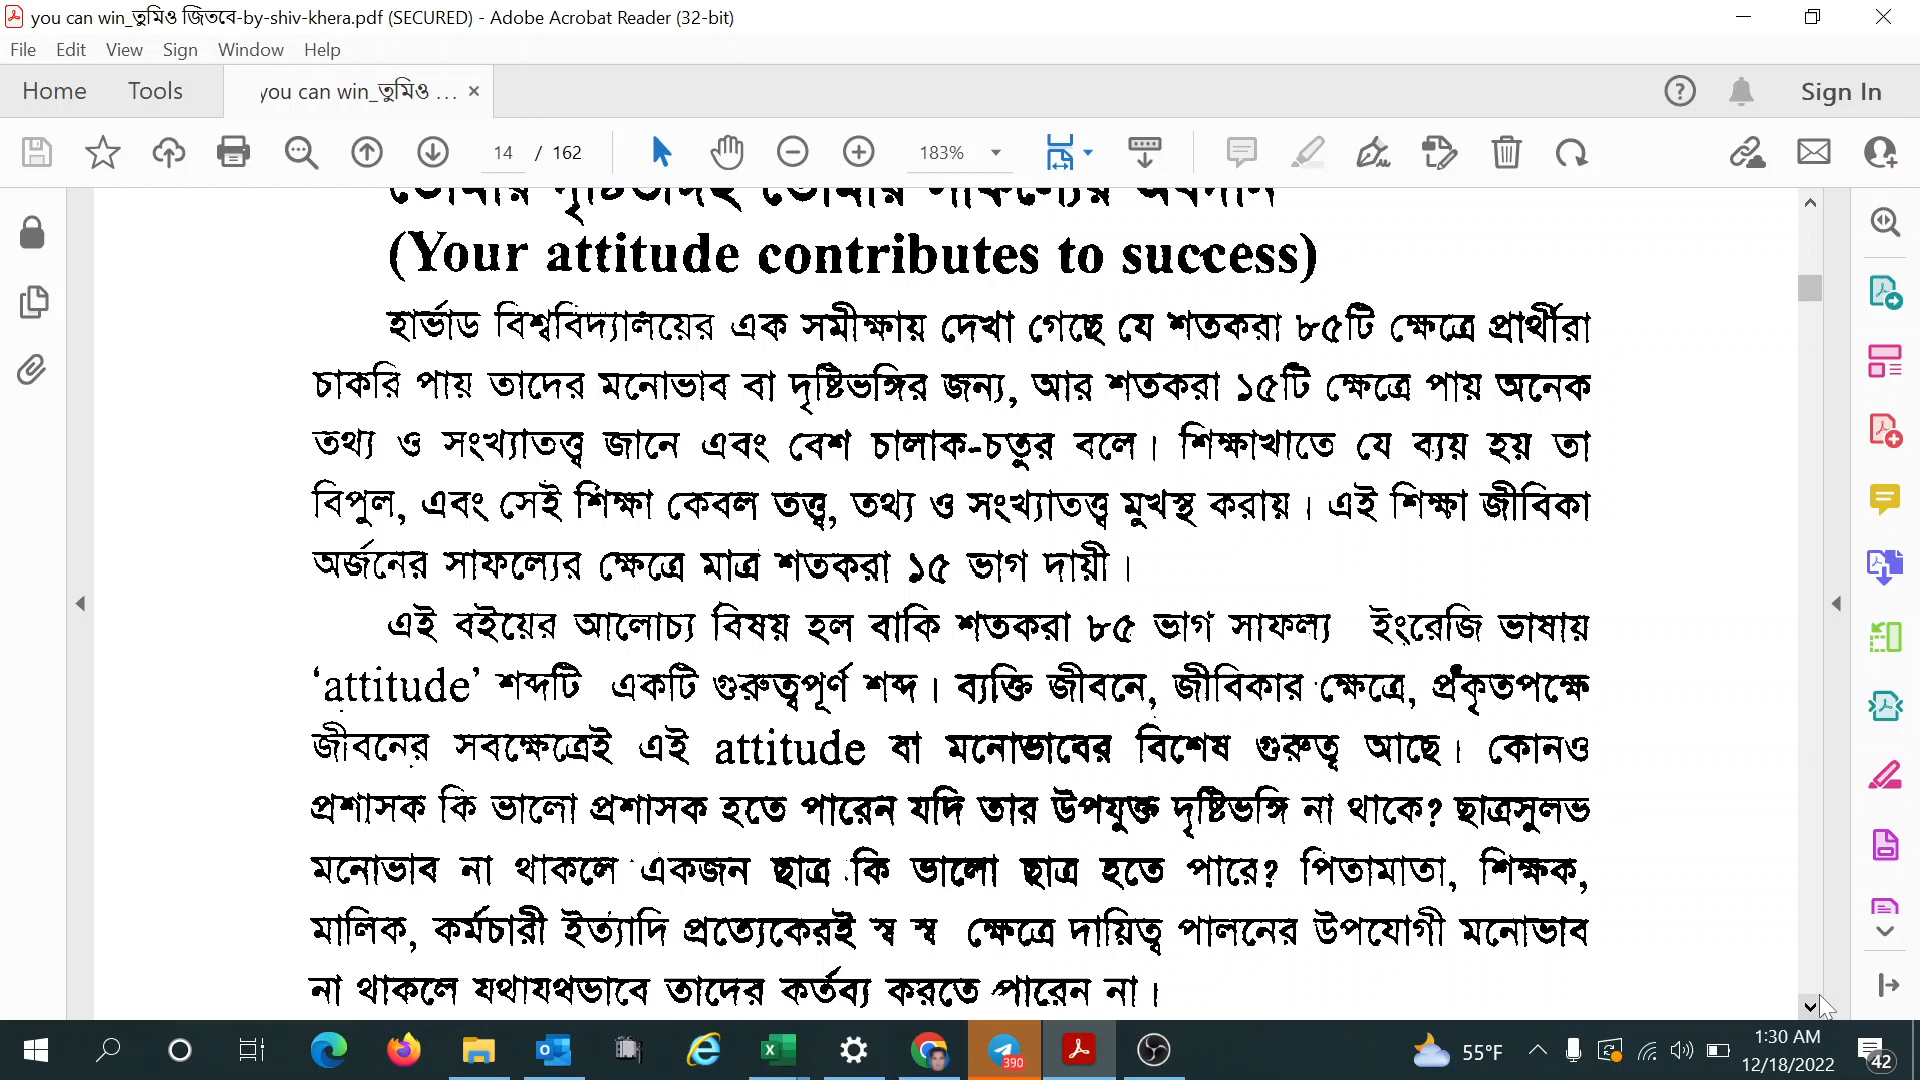 you can win_তুমিও জিতবে-by-shiv-khera.pdf (SECURED) - Adobe Acrobat Reader (32-bit)
File Edit View Sign Window Help
Home Tools you can win_তুমিও ... × Sign In
14 / 162 183%
তোমার দৃষ্টিভঙ্গিই তোমার সাফল্যের অবদান
(Your attitude contributes to success)
হার্ভাড বিশ্ববিদ্যালয়ের এক সমীক্ষায় দেখা গেছে যে শতকরা ৮৫টি ক্ষেত্রে প্রার্থীরা
চাকরি পায় তাদের মনোভাব বা দৃষ্টিভঙ্গির জন্য, আর শতকরা ১৫টি ক্ষেত্রে পায় অনেক
তথ্য ও সংখ্যাতত্ত্ব জানে এবং বেশ চালাক-চতুর বলে। শিক্ষাখাতে যে ব্যয় হয় তা
বিপুল, এবং সেই শিক্ষা কেবল তত্ত্ব, তথ্য ও সংখ্যাতত্ত্ব মুখস্থ করায়। এই শিক্ষা জীবিকা
অর্জনের সাফল্যের ক্ষেত্রে মাত্র শতকরা ১৫ ভাগ দায়ী।
এই বইয়ের আলোচ্য বিষয় হল বাকি শতকরা ৮৫ ভাগ সাফল্য ইংরেজি ভাষায়
‘attitude’ শব্দটি একটি গুরুত্বপূর্ণ শব্দ। ব্যক্তি জীবনে, জীবিকার ক্ষেত্রে, প্রকৃতপক্ষে
জীবনের সবক্ষেত্রেই এই attitude বা মনোভাবের বিশেষ গুরুত্ব আছে। কোনও
প্রশাসক কি ভালো প্রশাসক হতে পারেন যদি তার উপযুক্ত দৃষ্টিভঙ্গি না থাকে? ছাত্রসুলভ
মনোভাব না থাকলে একজন ছাত্র কি ভালো ছাত্র হতে পারে? পিতামাতা, শিক্ষক,
মালিক, কর্মচারী ইত্যাদি প্রত্যেকেরই স্ব স্ব ক্ষেত্রে দায়িত্ব পালনের উপযোগী মনোভাব
না থাকলে যথাযথভাবে তাদের কর্তব্য করতে পারেন না।
390 55°F 1:30 AM
12/18/2022 42